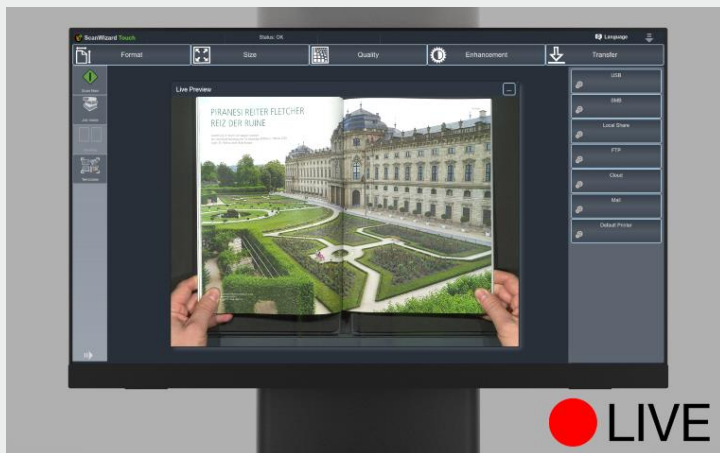 ScanWizard Touch
Status: OK
Language
Format
Size
Quality
Enhancement
Transfer
Live Preview
PIRANESI REITER FLETCHER
REIZ DER RUINE
USB
SMB
Local Share
FTP
Cloud
Mail
Default Printer
LIVE